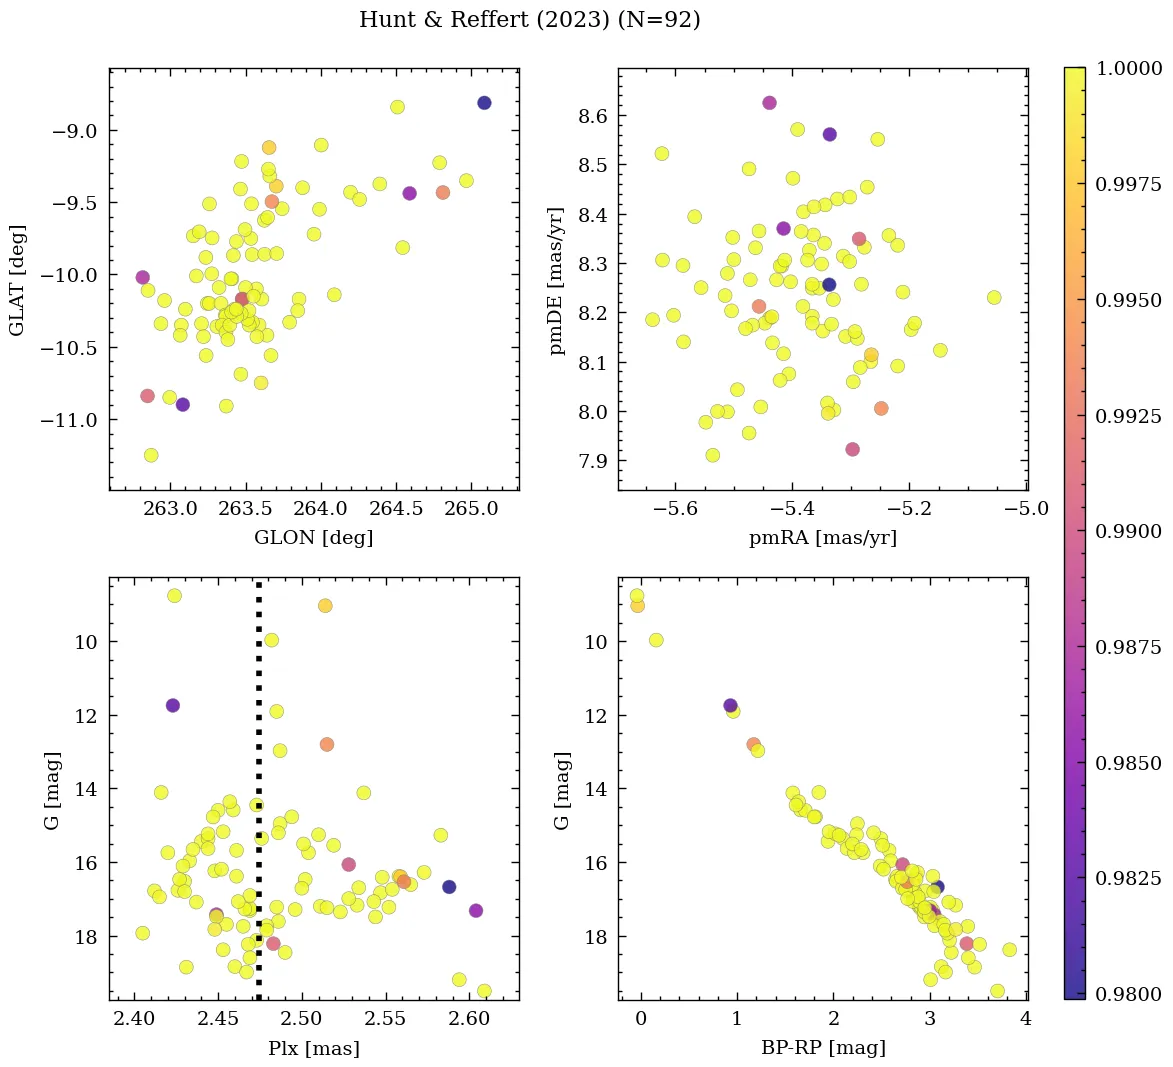 Hunt & Reffert (2023) (N=92)
−9.0
−9.5
−10.0
−10.5
−11.0
GLAT [deg]
263.0 263.5 264.0 264.5 265.0
GLON [deg]
8.6
8.5
8.4
8.3
8.2
8.1
8.0
7.9
pmDE [mas/yr]
−5.6 −5.4 −5.2 −5.0
pmRA [mas/yr]
10
12
14
16
18
G [mag]
2.40 2.45 2.50 2.55 2.60
Plx [mas]
10
12
14
16
18
G [mag]
0 1 2 3 4
BP-RP [mag]
1.0000
0.9975
0.9950
0.9925
0.9900
0.9875
0.9850
0.9825
0.9800